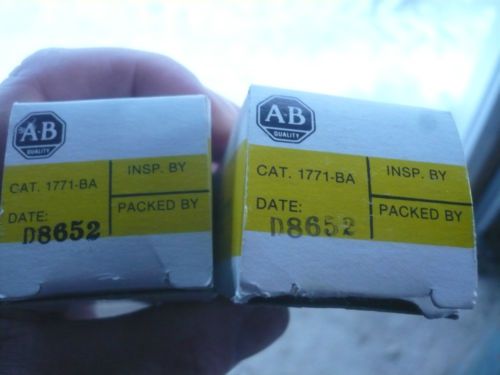 A-B
QUALITY
CAT. 1771-BA
INSP. BY
DATE:
PACKED BY
D8652
A-B
QUALITY
CAT. 1771-BA
INSP. BY
DATE:
PACKED BY
D8652